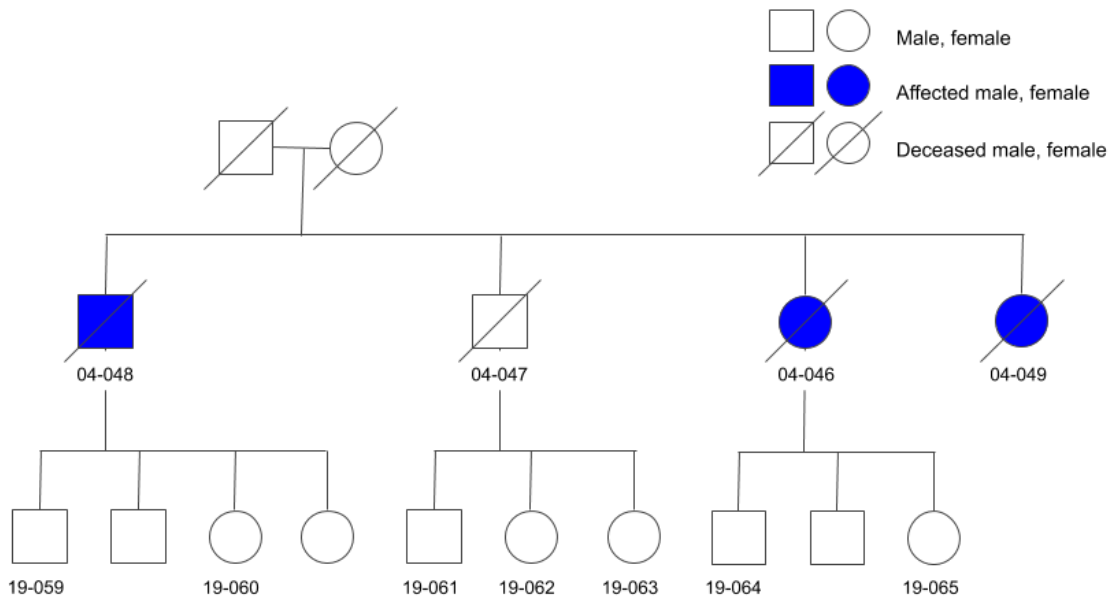 Male, female
Affected male, female
Deceased male, female
04-048 04-047 04-046 04-049
19-059 19-060 19-061 19-062 19-063 19-064 19-065